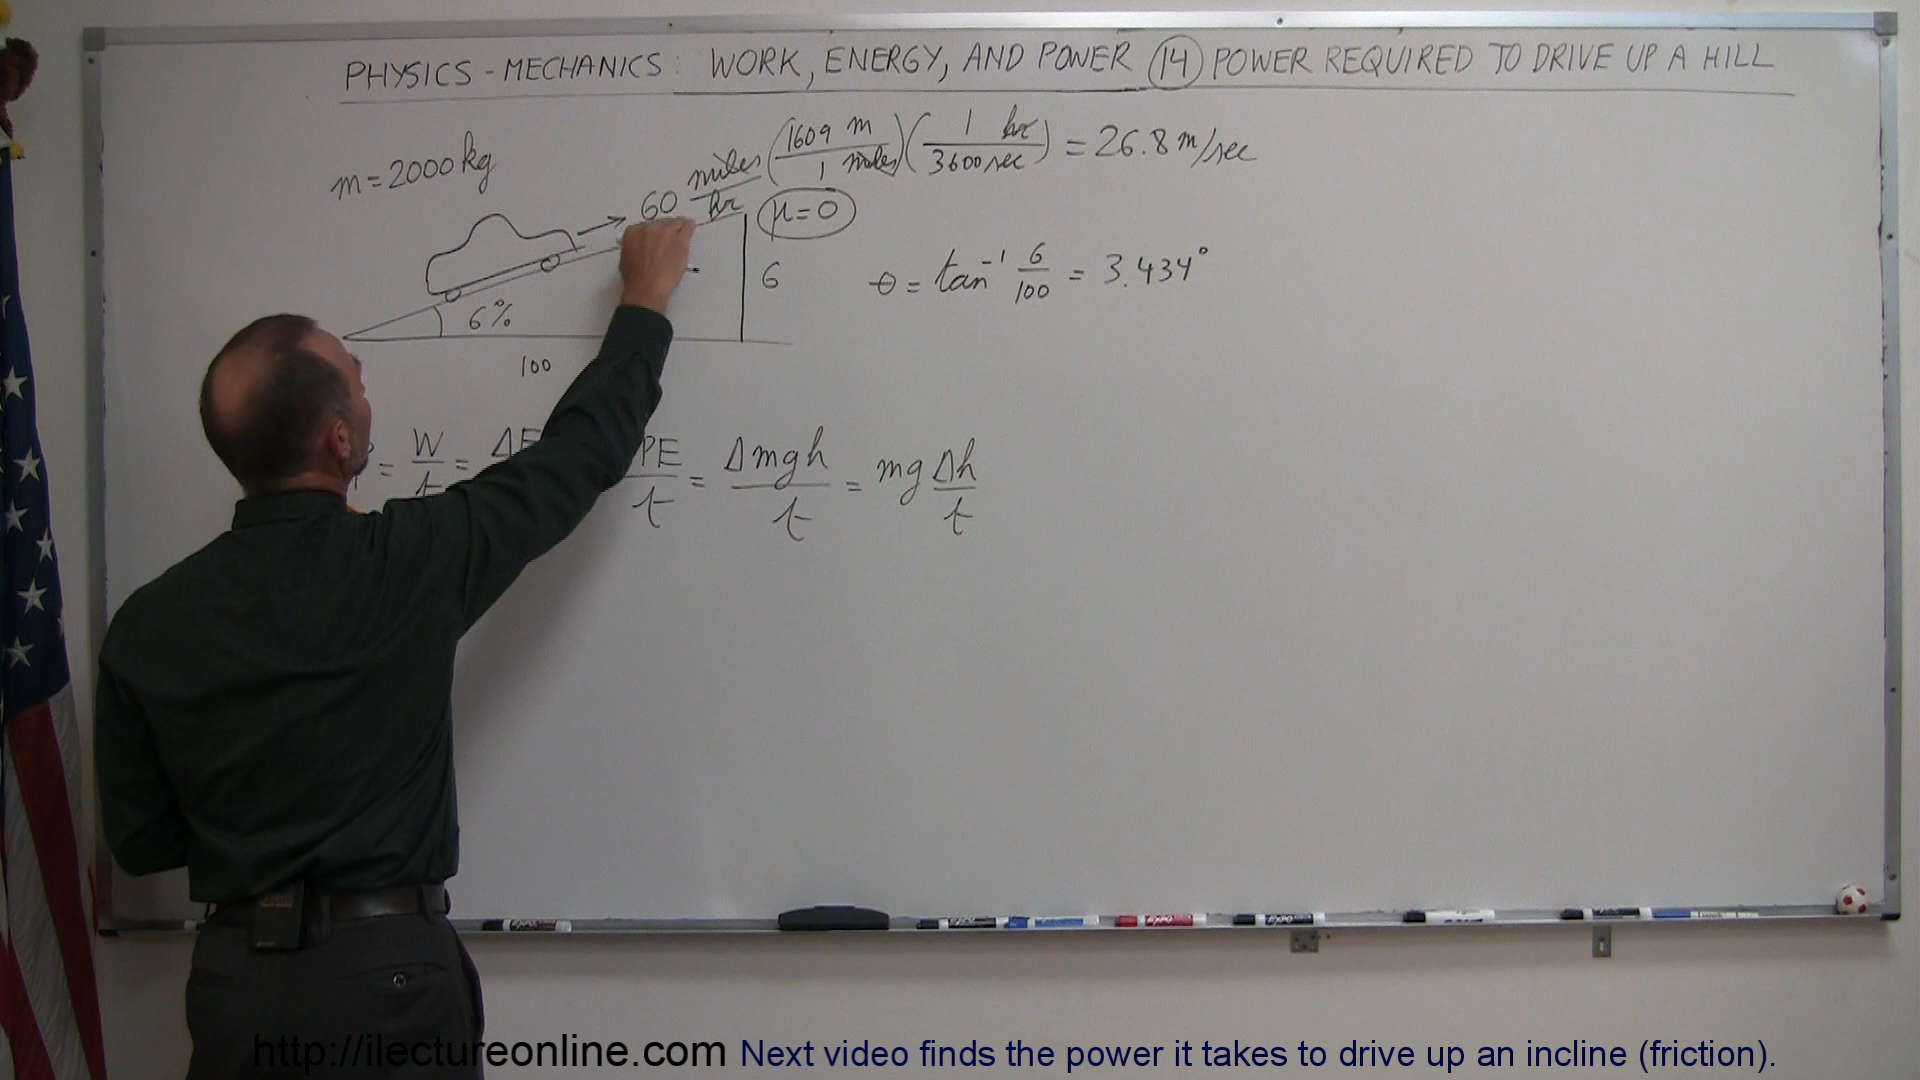 PHYSICS - MECHANICS: WORK, ENERGY, AND POWER (14) POWER REQUIRED TO DRIVE UP A HILL
m = 2000 kg
60 miles/hr (1609 m / 1 miles) (1 hr / 3600 sec) = 26.8 m/sec
μ = 0
6%
6
100
θ = tan⁻¹ 6/100 = 3.434°
= W/t = ΔE PE/t = Δmgh/t = mg Δh/t
EXPO
http://ilectureonline.com Next video finds the power it takes to drive up an incline (friction).